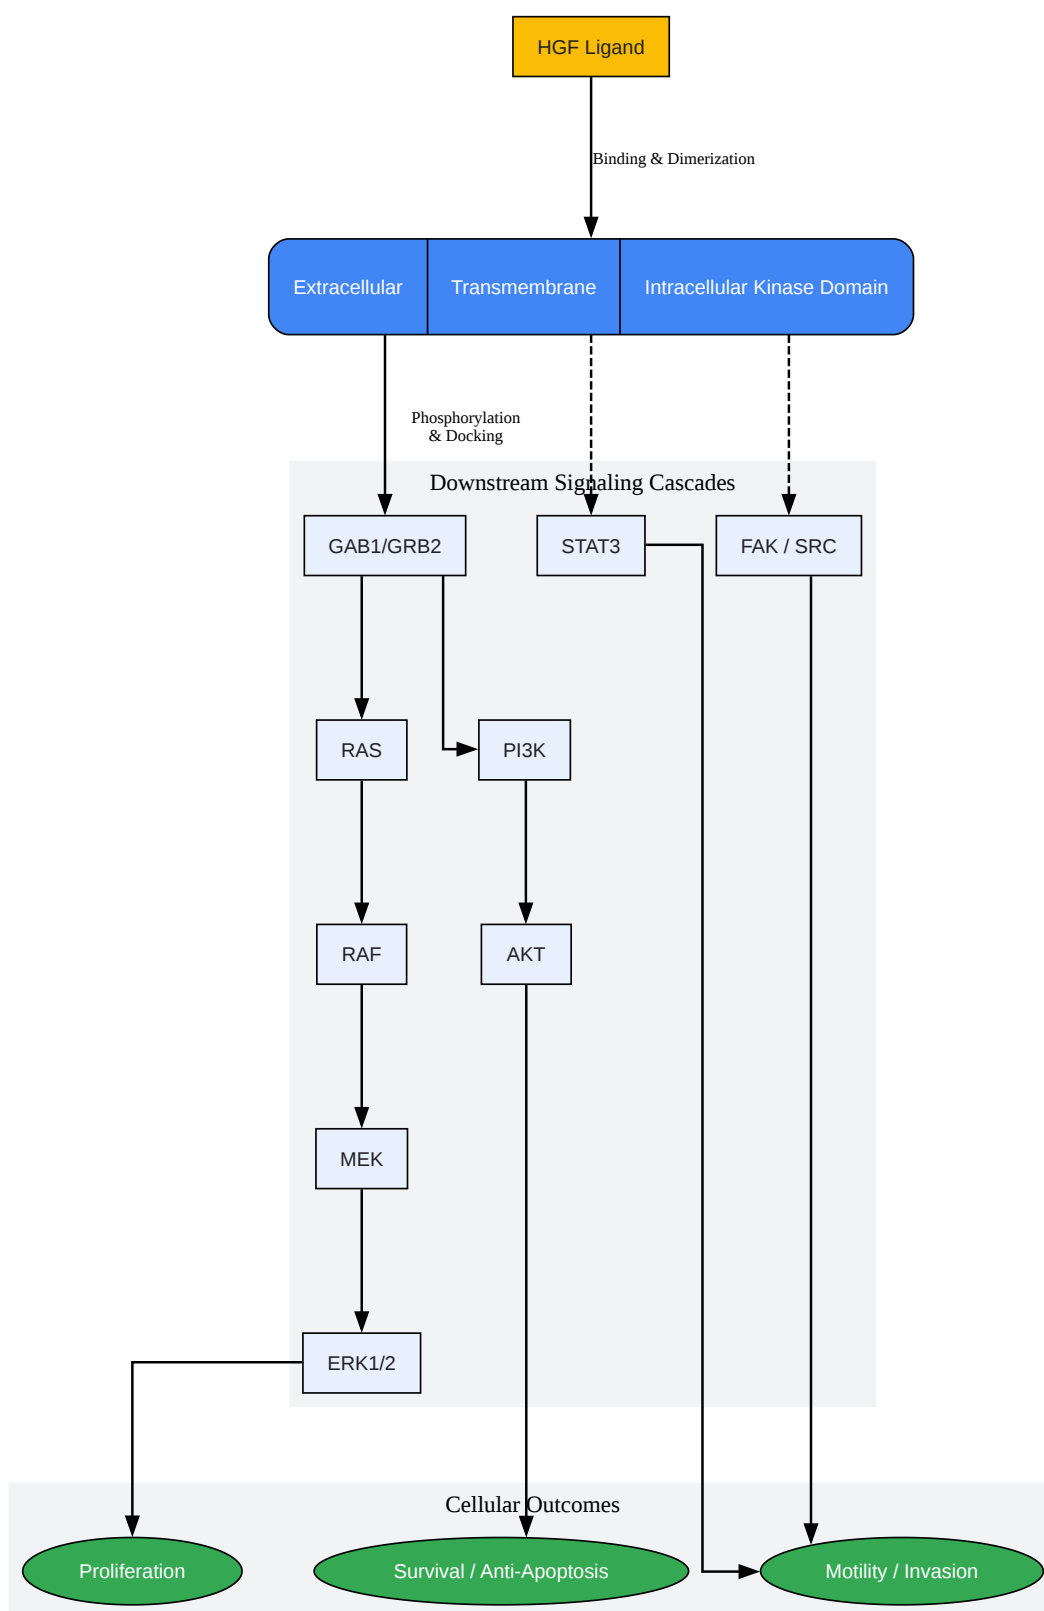 HGF Ligand
Binding & Dimerization
Extracellular
Transmembrane
Intracellular Kinase Domain
Phosphorylation
& Docking
Downstream Signaling Cascades
GAB1/GRB2
STAT3
FAK / SRC
RAS
PI3K
RAF
AKT
MEK
ERK1/2
Cellular Outcomes
Proliferation
Survival / Anti-Apoptosis
Motility / Invasion